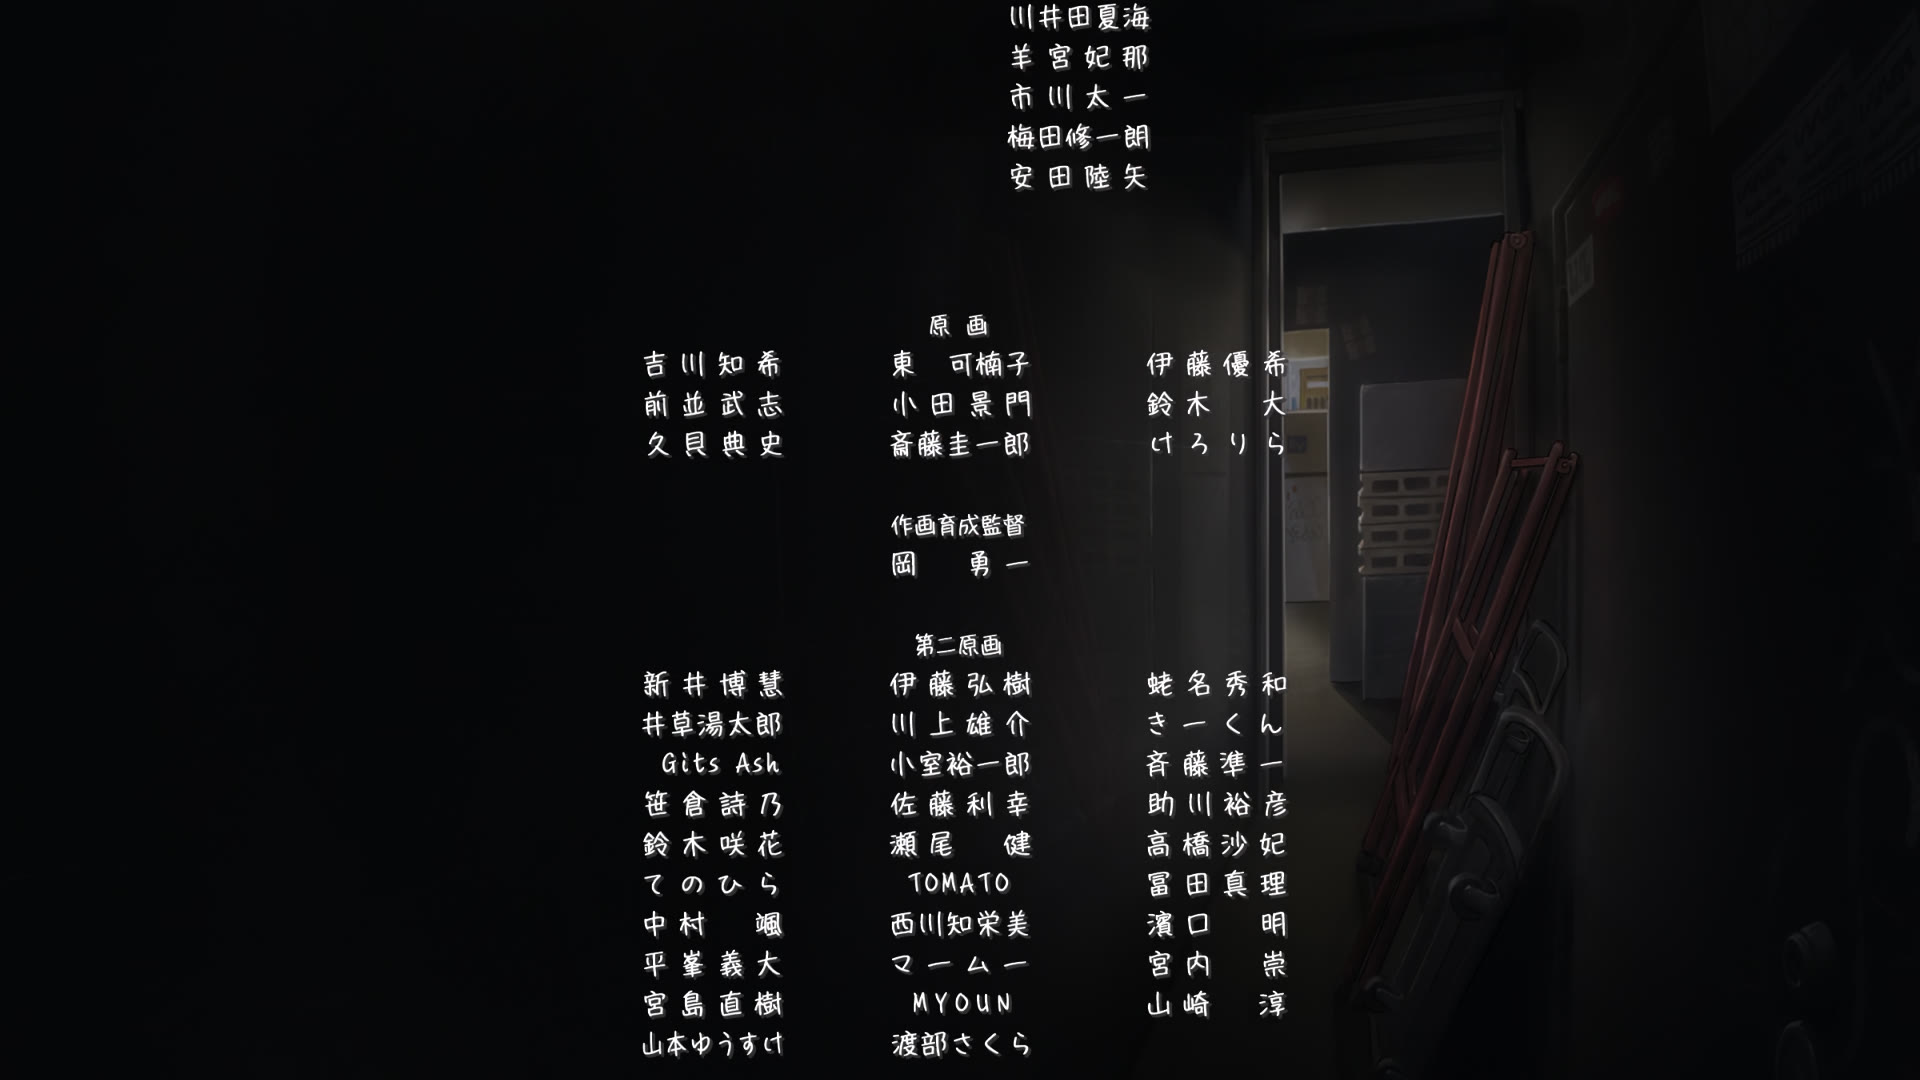 川井田夏海
羊宮妃那
市川太一
梅田修一朗
安田陸矢
原画
吉川知希 東 可楠子 伊藤優希
前並武志 小田景門 鈴木 大
久貝典史 斎藤圭一郎 けろりら
作画育成監督
岡 勇一
第二原画
新井博慧 伊藤弘樹 蛯名秀和
井草湯太郎 川上雄介 きーくん
Gits Ash 小室裕一郎 斉藤準一
笹倉詩乃 佐藤利幸 助川裕彦
鈴木咲花 瀬尾 健 高橋沙妃
てのひら TOMATO 冨田真理
中村 颯 西川知栄美 濱口 明
平峯義大 マームー 宮内 崇
宮島直樹 MYOUN 山崎 淳
山本ゆうすけ 渡部さくら